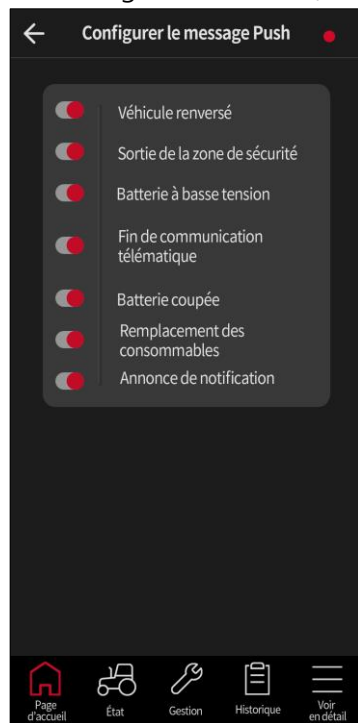 Configurer le message Push
Véhicule renversé
Sortie de la zone de sécurité
Batterie à basse tension
Fin de communication
télématique
Batterie coupée
Remplacement des
consommables
Annonce de notification
Page
d'accueil
État
Gestion
Historique
Voir
en détail